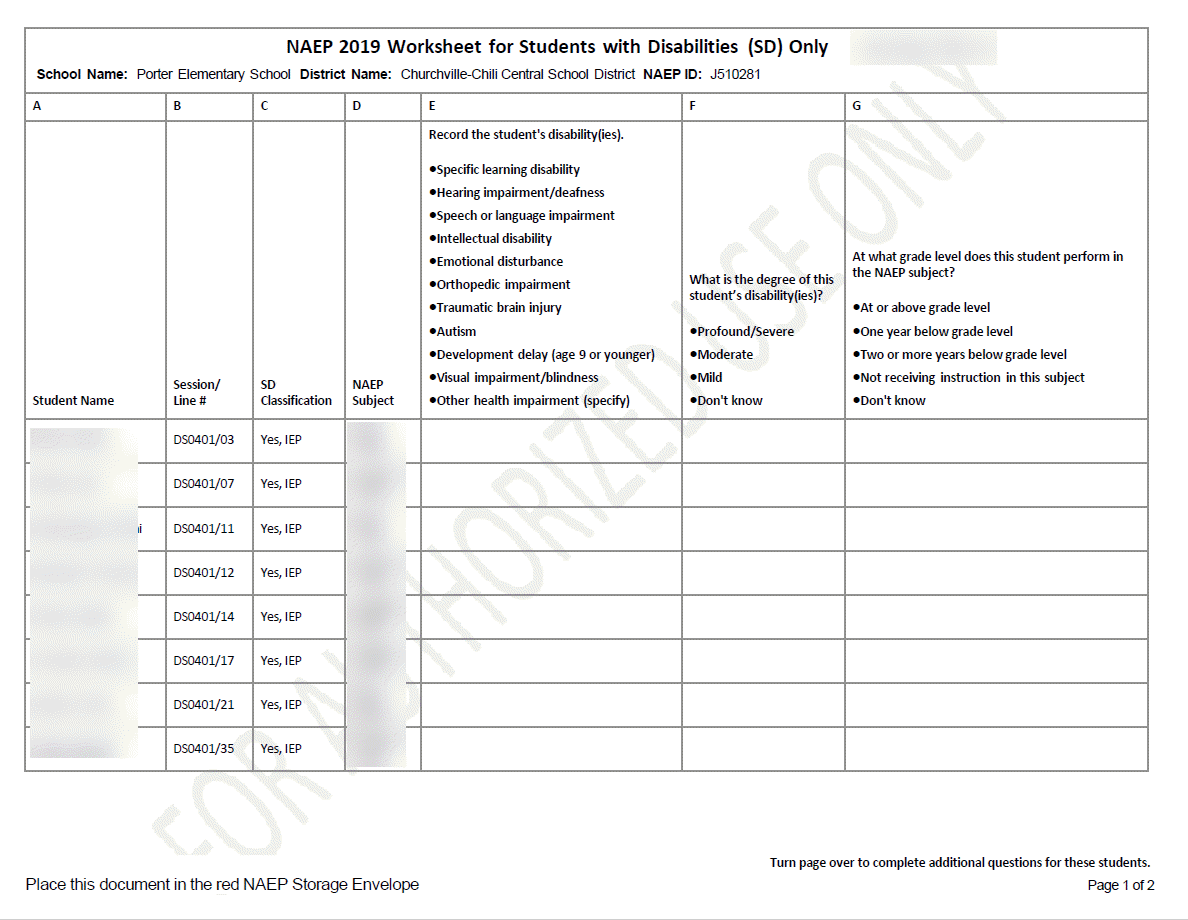 NAEP 2019 Worksheet for Students with Disabilities (SD) Only
School Name: Porter Elementary School District Name: Churchville-Chili Central School District NAEP ID: J510281
A B C D E F G
Student Name
Session/
Line #
SD
Classification
NAEP
Subject
Record the student's disability(ies).
●Specific learning disability
●Hearing impairment/deafness
●Speech or language impairment
●Intellectual disability
●Emotional disturbance
●Orthopedic impairment
●Traumatic brain injury
●Autism
●Development delay (age 9 or younger)
●Visual impairment/blindness
●Other health impairment (specify)
What is the degree of this
student's disability(ies)?
●Profound/Severe
●Moderate
●Mild
●Don't know
At what grade level does this student perform in
the NAEP subject?
●At or above grade level
●One year below grade level
●Two or more years below grade level
●Not receiving instruction in this subject
●Don't know
DS0401/03 Yes, IEP
DS0401/07 Yes, IEP
DS0401/11 Yes, IEP
DS0401/12 Yes, IEP
DS0401/14 Yes, IEP
DS0401/17 Yes, IEP
DS0401/21 Yes, IEP
DS0401/35 Yes, IEP
FOR AUTHORIZED USE ONLY
Turn page over to complete additional questions for these students.
Place this document in the red NAEP Storage Envelope
Page 1 of 2